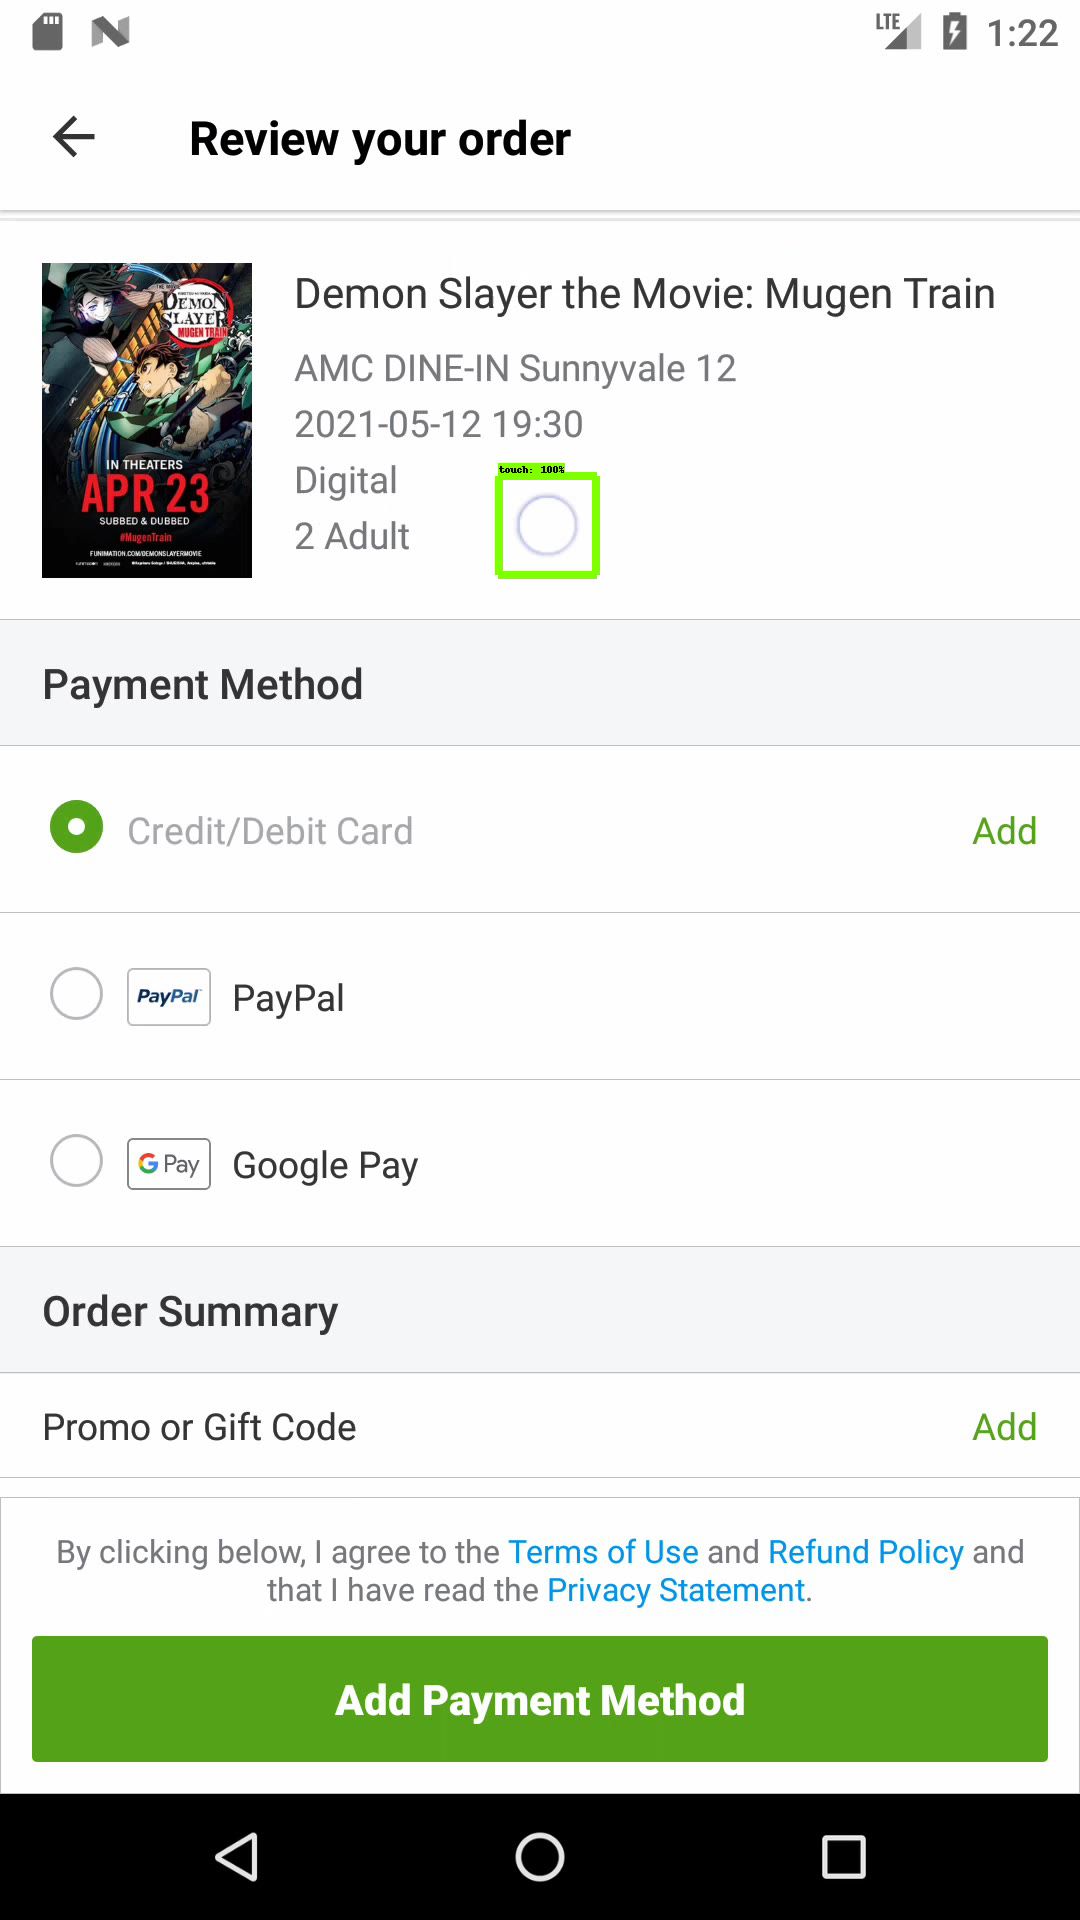 LTE 1:22
Review your order
THE MOVIE
DEMON
SLAYER
MUGEN TRAIN
IN THEATERS
APR 23
SUBBED & DUBBED
#MugenTrain
FUNIMATION.COM/DEMONSLAYERMOVIE
Demon Slayer the Movie: Mugen Train
AMC DINE-IN Sunnyvale 12
2021-05-12 19:30
Digital
touch: 100%
2 Adult
Payment Method
Credit/Debit Card Add
PayPal PayPal
G Pay Google Pay
Order Summary
Promo or Gift Code Add
By clicking below, I agree to the Terms of Use and Refund Policy and
that I have read the Privacy Statement.
Add Payment Method